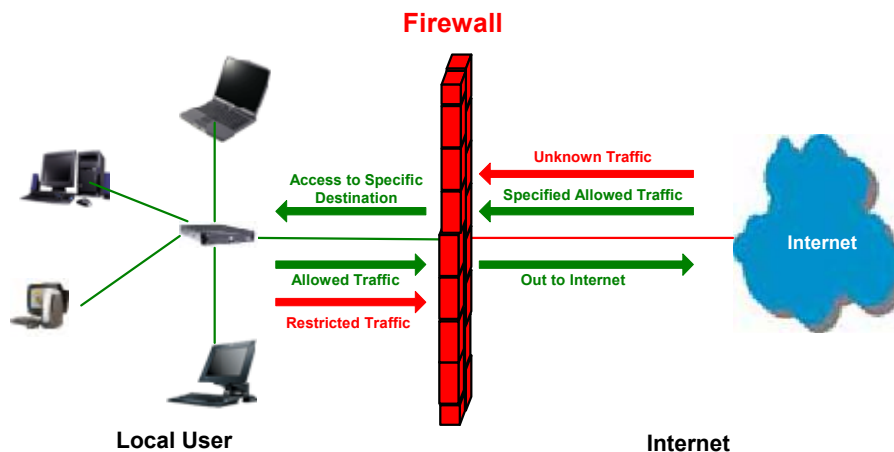 Firewall
Unknown Traffic
Access to Specific
Destination
Specified Allowed Traffic
Internet
Allowed Traffic
Out to Internet
Restricted Traffic
Local User
Internet